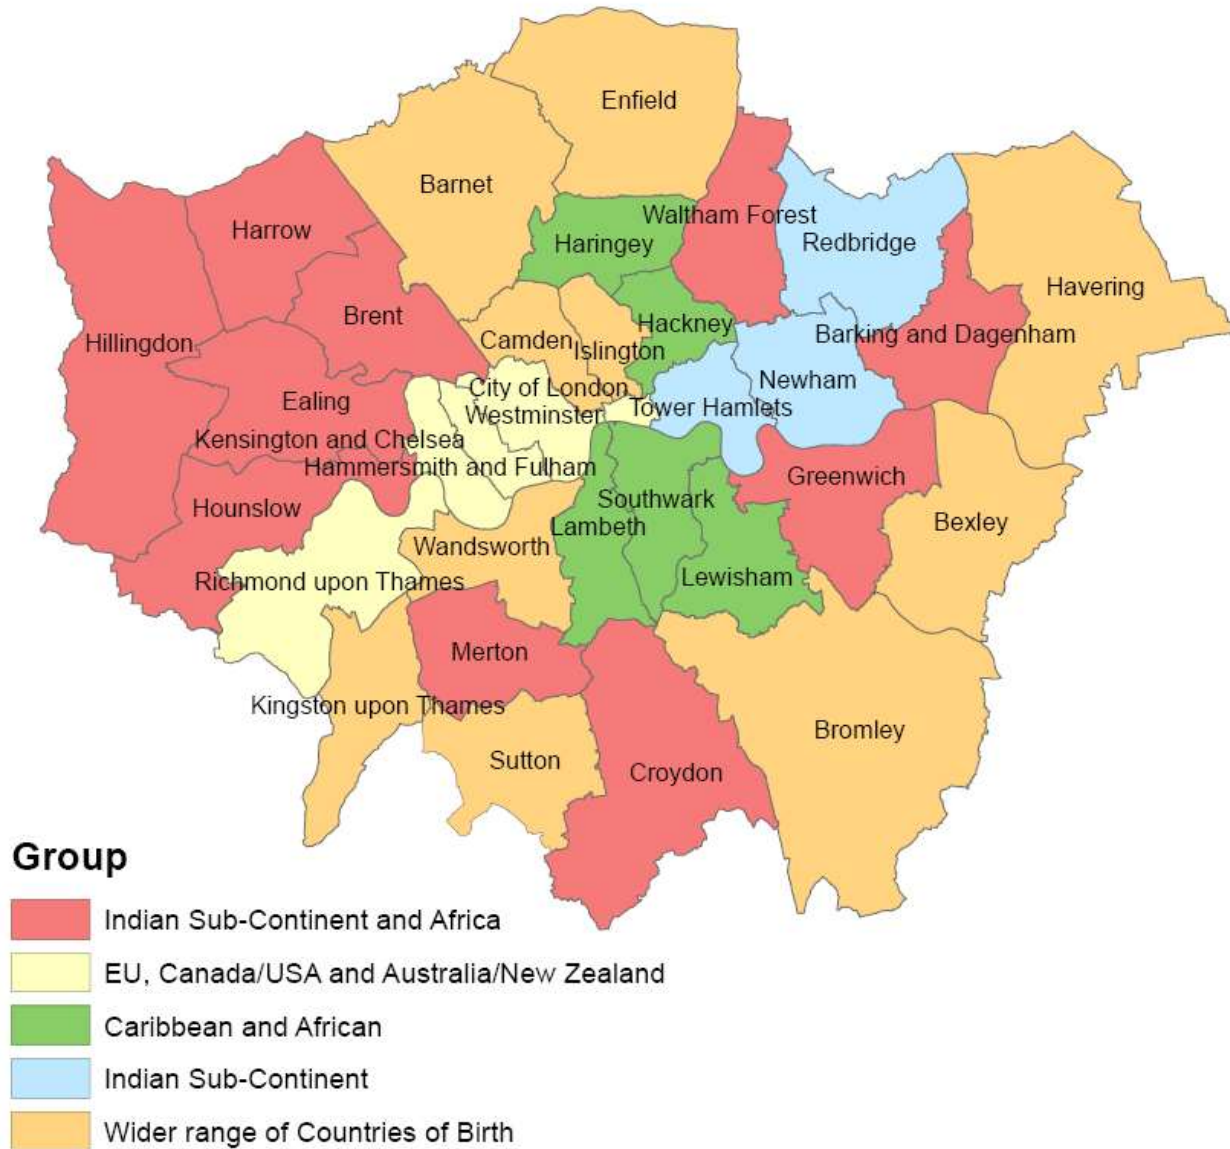 Enfield
Barnet
Waltham Forest
Harrow
Haringey
Redbridge
Havering
Brent
Hackney
Hillingdon
Camden
Islington
Barking and Dagenham
City of London
Newham
Ealing
Westminster
Tower Hamlets
Kensington and Chelsea
Hammersmith and Fulham
Greenwich
Hounslow
Southwark
Lambeth
Bexley
Wandsworth
Richmond upon Thames
Lewisham
Merton
Kingston upon Thames
Bromley
Sutton
Croydon
Group
Indian Sub-Continent and Africa
EU, Canada/USA and Australia/New Zealand
Caribbean and African
Indian Sub-Continent
Wider range of Countries of Birth